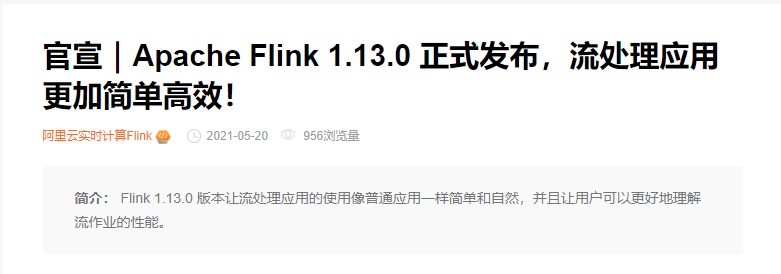 官宣｜Apache Flink 1.13.0 正式发布，流处理应用
更加简单高效！
阿里云实时计算Flink 2021-05-20 956浏览量
简介： Flink 1.13.0 版本让流处理应用的使用像普通应用一样简单和自然，并且让用户可以更好地理解
流作业的性能。